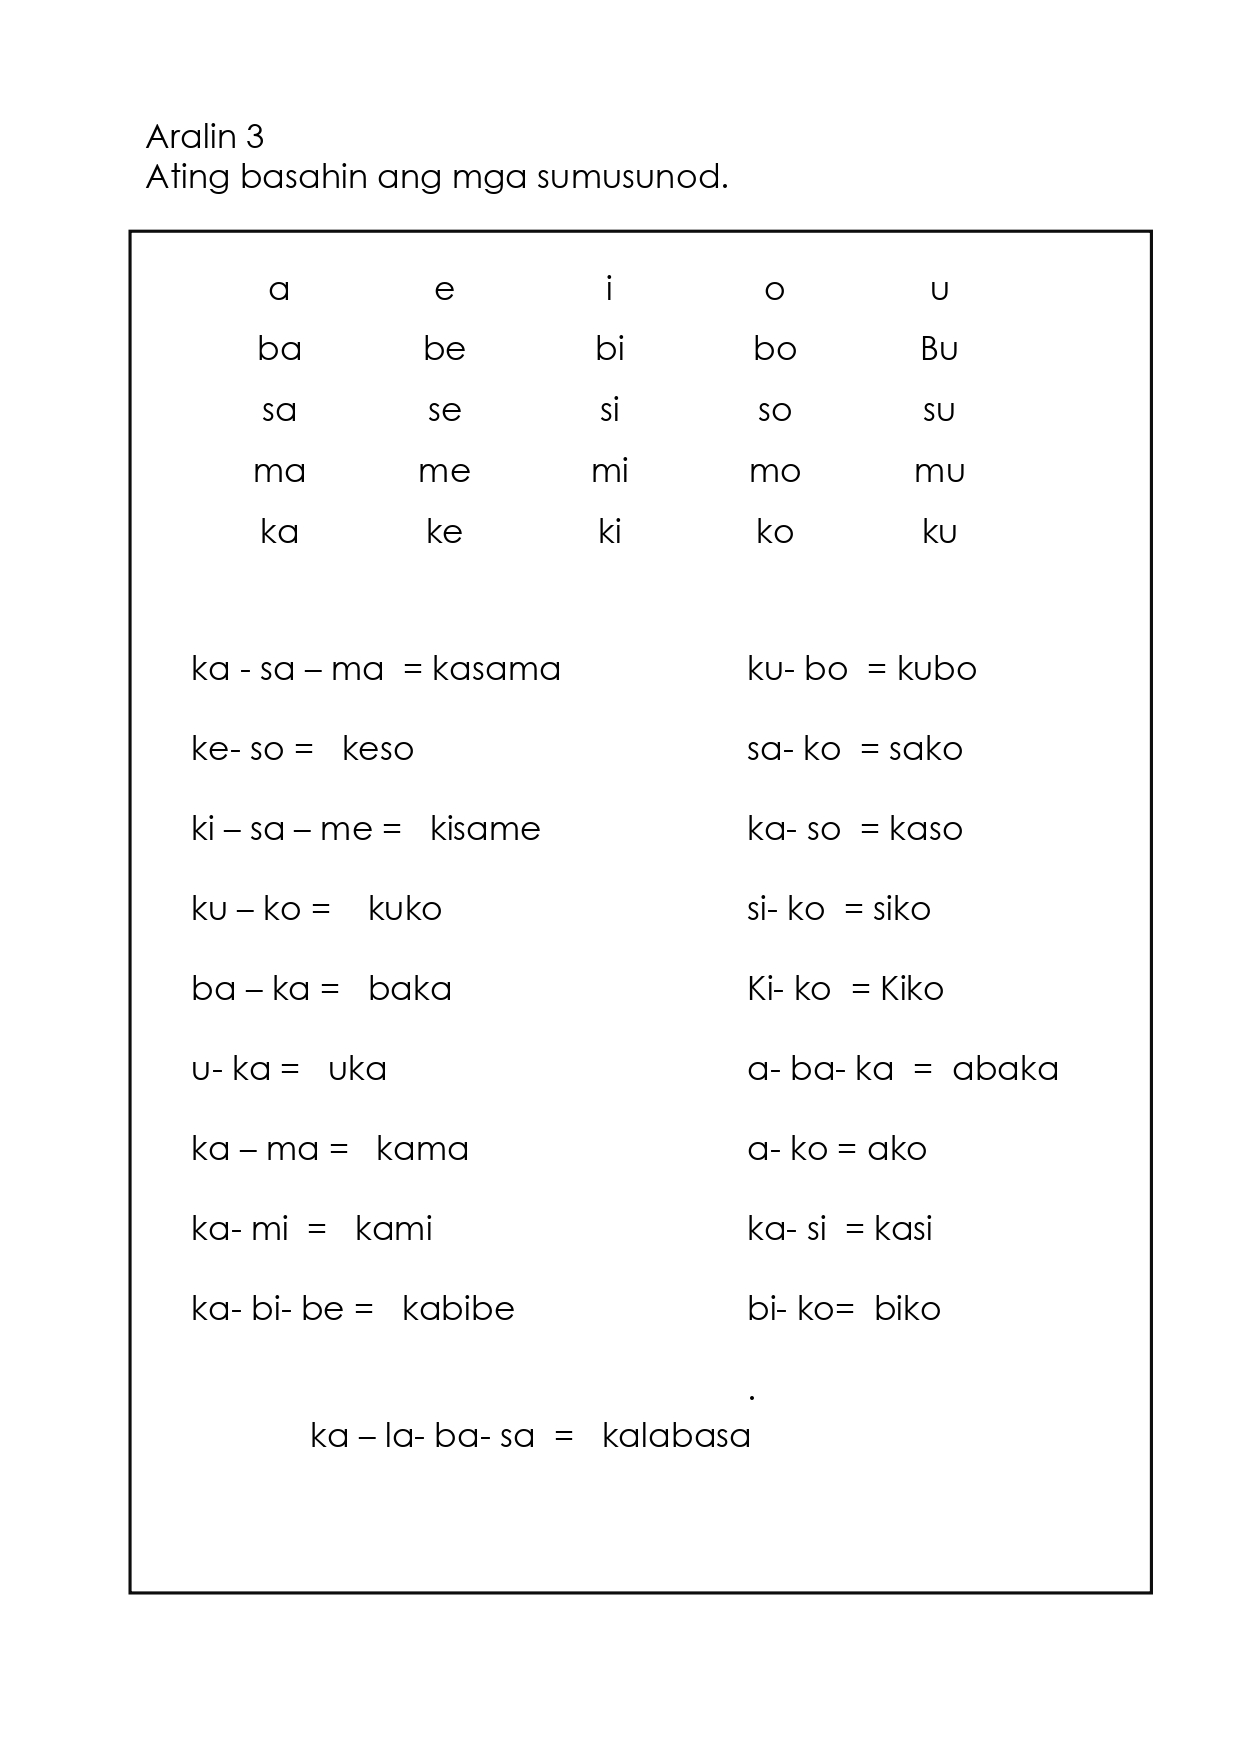 Aralin 3
Ating basahin ang mga sumusunod.
a e i o u
ba be bi bo Bu
sa se si so su
ma me mi mo mu
ka ke ki ko ku
ka - sa – ma = kasama ku- bo = kubo
ke- so = keso sa- ko = sako
ki – sa – me = kisame ka- so = kaso
ku – ko = kuko si- ko = siko
ba – ka = baka Ki- ko = Kiko
u- ka = uka a- ba- ka = abaka
ka – ma = kama a- ko = ako
ka- mi = kami ka- si = kasi
ka- bi- be = kabibe bi- ko= biko
.
ka – la- ba- sa = kalabasa